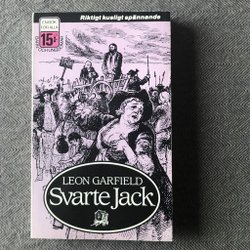 Riktigt kusligt spännande
15:-
LEON GARFIELD
Svarte Jack